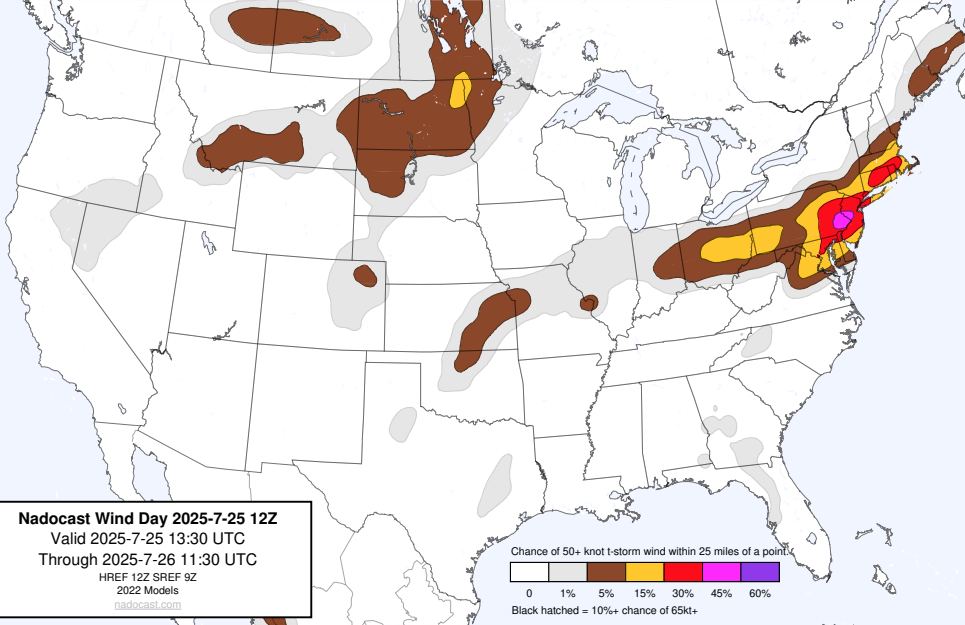 Nadocast Wind Day 2025-7-25 12Z
Valid 2025-7-25 13:30 UTC
Through 2025-7-26 11:30 UTC
HREF 12Z SREF 9Z
2022 Models
nadocast.com
Chance of 50+ knot t-storm wind within 25 miles of a point.
0 1% 5% 15% 30% 45% 60%
Black hatched = 10%+ chance of 65kt+